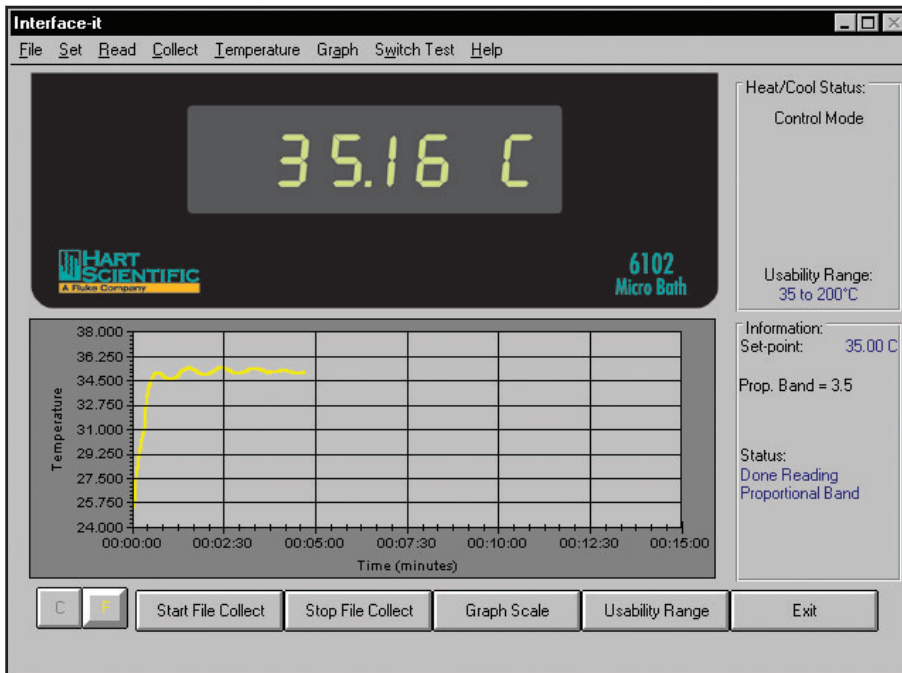 Interface-it
File Set Read Collect Temperature Graph Switch Test Help
35.16 C
HART
SCIENTIFIC
A Fluke Company
6102
Micro Bath
Heat/Cool Status:
Control Mode
Usability Range:
35 to 200°C
Information:
Set-point: 35.00 C
Prop. Band = 3.5
Status:
Done Reading
Proportional Band
Temperature
38.000
36.250
34.500
32.750
31.000
29.250
27.500
25.750
24.000
00:00:00 00:02:30 00:05:00 00:07:30 00:10:00 00:12:30 00:15:00
Time (minutes)
C F Start File Collect Stop File Collect Graph Scale Usability Range Exit